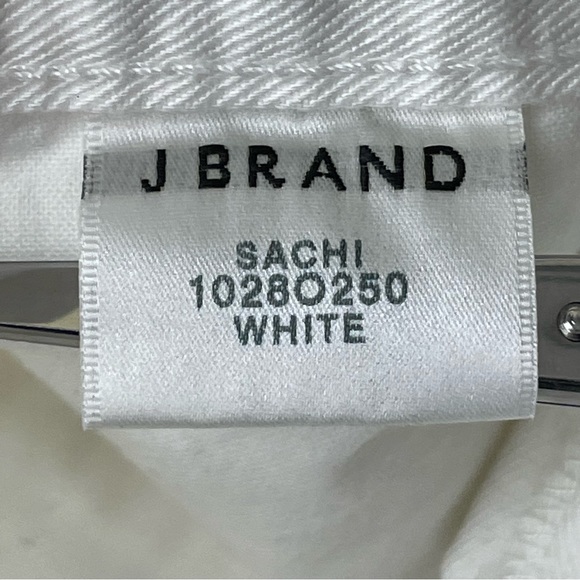 J BRAND
SACHI
1028O250
WHITE